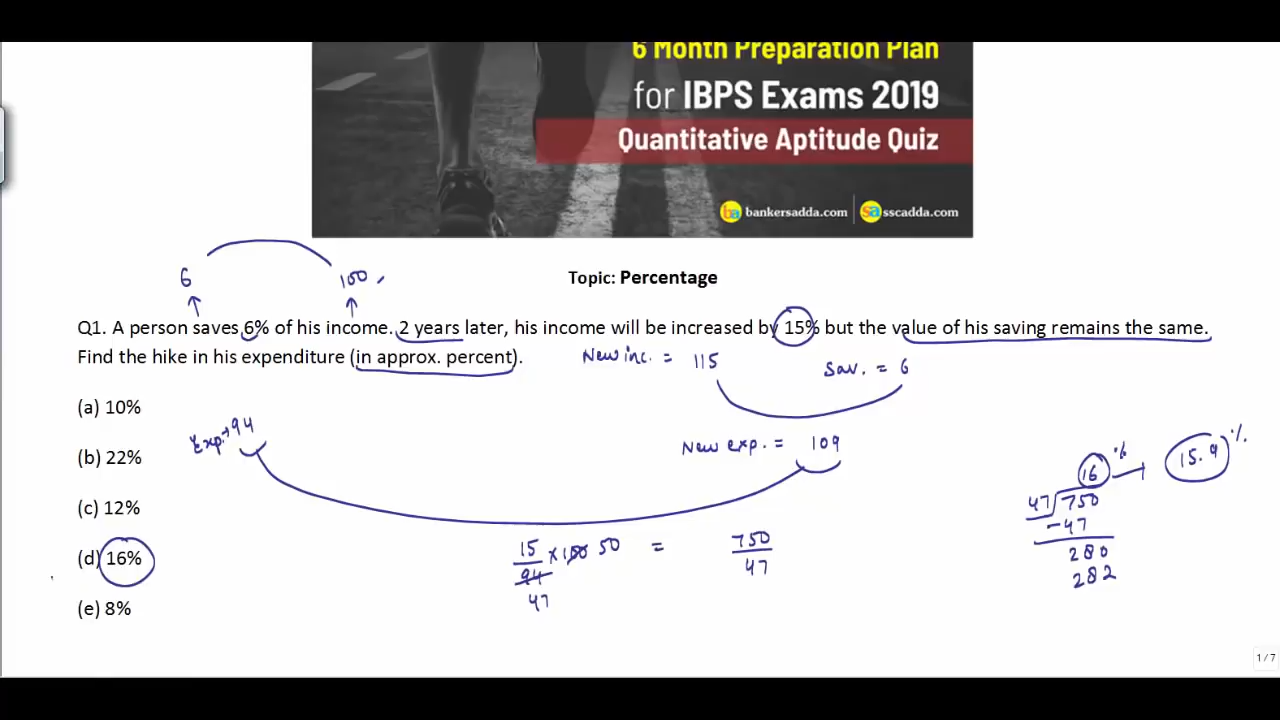 6 Month Preparation Plan
for IBPS Exams 2019
Quantitative Aptitude Quiz
ba bankersadda.com sa sscadda.com
6 100
Topic: Percentage
Q1. A person saves 6% of his income. 2 years later, his income will be increased by 15% but the value of his saving remains the same.
Find the hike in his expenditure (in approx. percent).
New inc. = 115 Sav. = 6
(a) 10%
Exp. → 94 New exp. = 109
(b) 22%
16 % 15.9 %
47 750
(c) 12%
-47
280
282
15/94 × 100 50 = 750/47
47
(d) 16%
(e) 8%
1 / 7